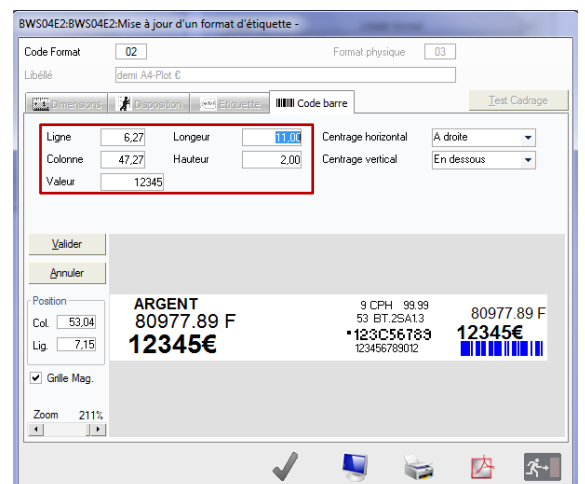 BWS04E2:BWS04E2:Mise à jour d'un format d'étiquette -
Code Format 02 Format physique 03
Libéllé demi A4-Plot €
Dimensions Disposition Etiquette Code barre Test Cadrage
Ligne 6,27 Longeur 11,00 Centrage horizontal A droite
Colonne 47,27 Hauteur 2,00 Centrage vertical En dessous
Valeur 12345
Valider
Annuler
Position
Col. 53,04
Lig. 7,15
Grille Mag.
Zoom 211%
ARGENT
80977.89 F
12345€
9 CPH 99.99
53 BT.2SA1.3
*123C56789
123456789012
80977.89 F
12345€